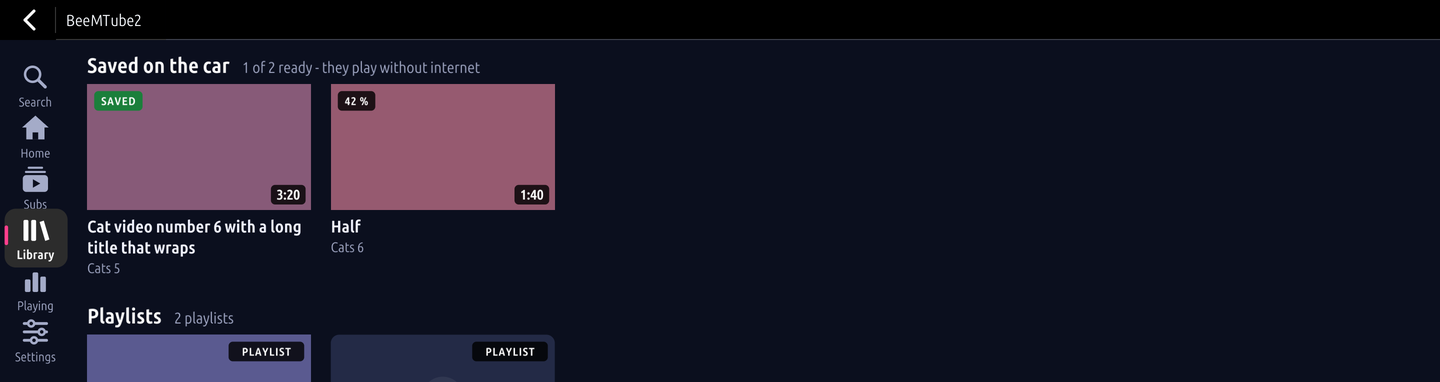 BeeMTube2
Search
Home
Subs
Library
Playing
Settings
Saved on the car 1 of 2 ready - they play without internet
SAVED
3:20
42 %
1:40
Cat video number 6 with a long
title that wraps
Cats 5
Half
Cats 6
Playlists 2 playlists
PLAYLIST
PLAYLIST